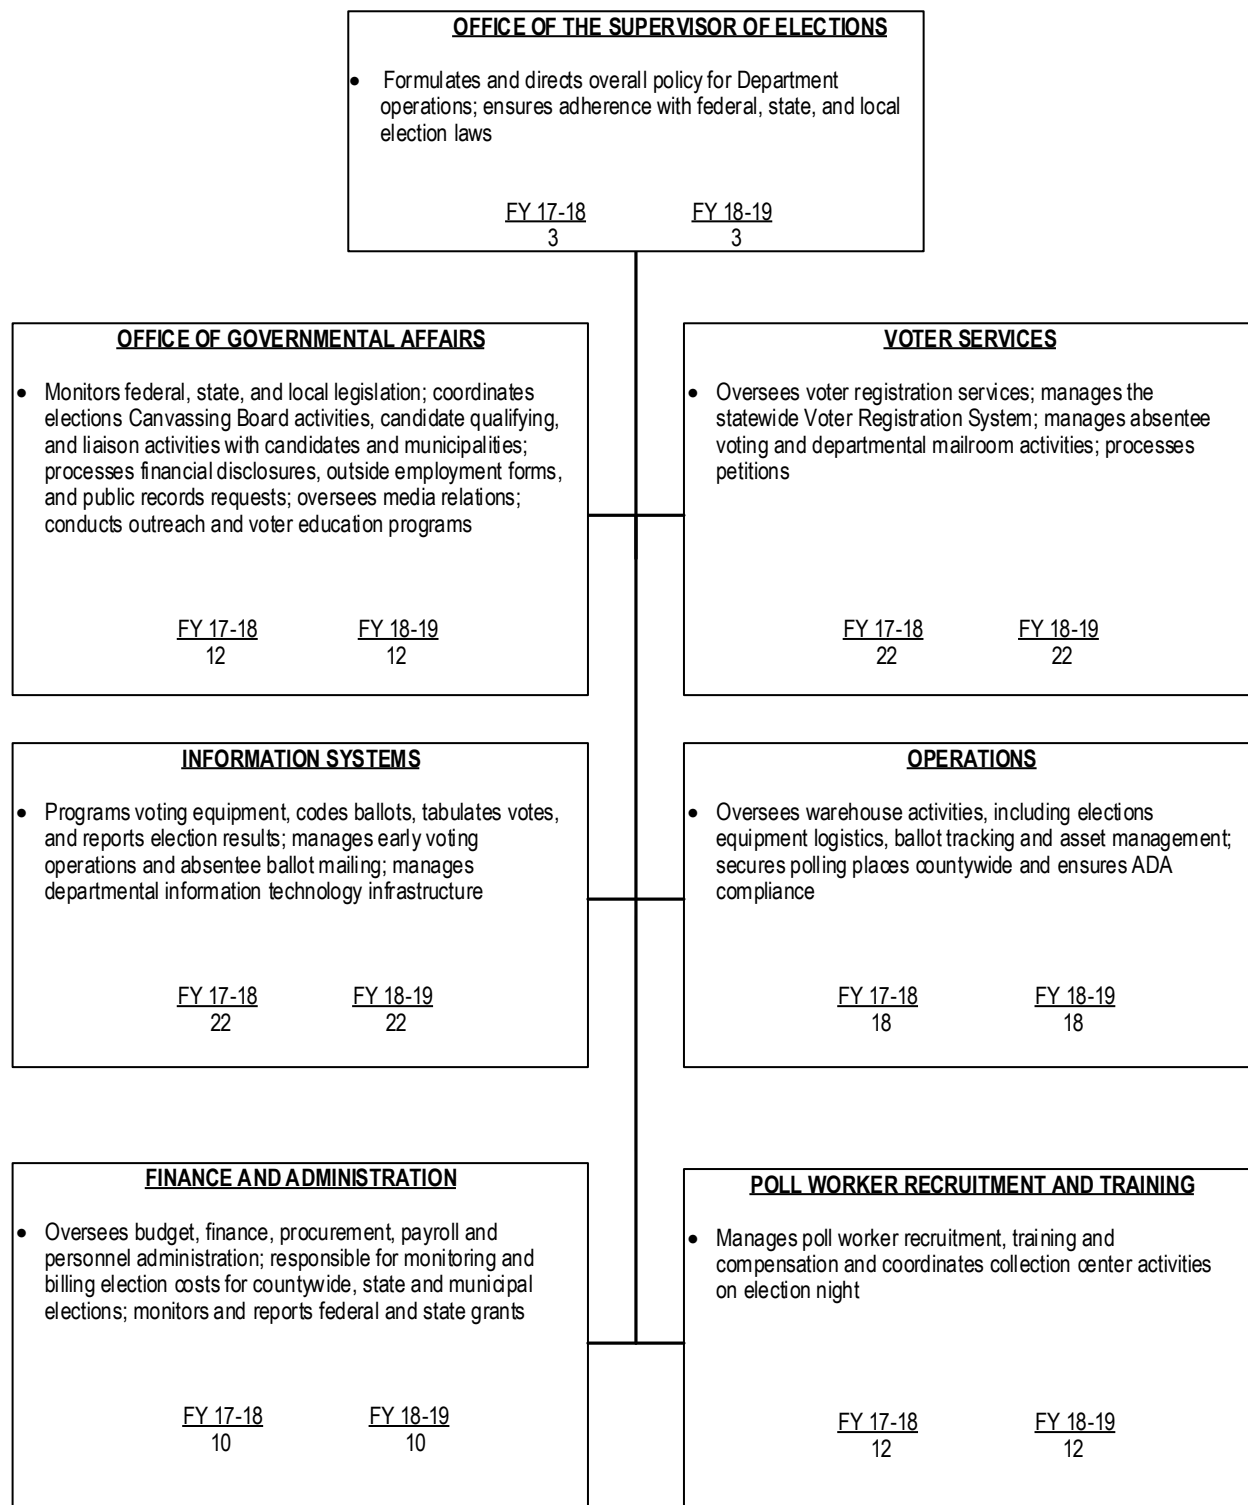 OFFICE OF THE SUPERVISOR OF ELECTIONS
• Formulates and directs overall policy for Department
operations; ensures adherence with federal, state, and local
election laws
FY 17-18 FY 18-19
3 3
OFFICE OF GOVERNMENTAL AFFAIRS
• Monitors federal, state, and local legislation; coordinates
elections Canvassing Board activities, candidate qualifying,
and liaison activities with candidates and municipalities;
processes financial disclosures, outside employment forms,
and public records requests; oversees media relations;
conducts outreach and voter education programs
FY 17-18 FY 18-19
12 12
VOTER SERVICES
• Oversees voter registration services; manages the
statewide Voter Registration System; manages absentee
voting and departmental mailroom activities; processes
petitions
FY 17-18 FY 18-19
22 22
INFORMATION SYSTEMS
• Programs voting equipment, codes ballots, tabulates votes,
and reports election results; manages early voting
operations and absentee ballot mailing; manages
departmental information technology infrastructure
FY 17-18 FY 18-19
22 22
OPERATIONS
• Oversees warehouse activities, including elections
equipment logistics, ballot tracking and asset management;
secures polling places countywide and ensures ADA
compliance
FY 17-18 FY 18-19
18 18
FINANCE AND ADMINISTRATION
• Oversees budget, finance, procurement, payroll and
personnel administration; responsible for monitoring and
billing election costs for countywide, state and municipal
elections; monitors and reports federal and state grants
FY 17-18 FY 18-19
10 10
POLL WORKER RECRUITMENT AND TRAINING
• Manages poll worker recruitment, training and
compensation and coordinates collection center activities
on election night
FY 17-18 FY 18-19
12 12